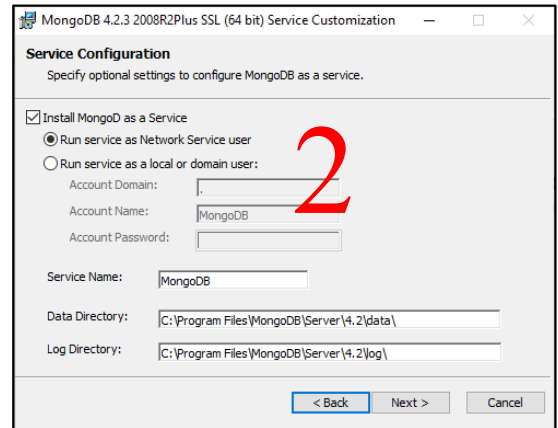 MongoDB 4.2.3 2008R2Plus SSL (64 bit) Service Customization
Service Configuration
Specify optional settings to configure MongoDB as a service.
Install MongoD as a Service
Run service as Network Service user
Run service as a local or domain user:
Account Domain: .
Account Name: MongoDB
Account Password:
2
Service Name: MongoDB
Data Directory: C:\Program Files\MongoDB\Server\4.2\data\
Log Directory: C:\Program Files\MongoDB\Server\4.2\log\
< Back Next > Cancel